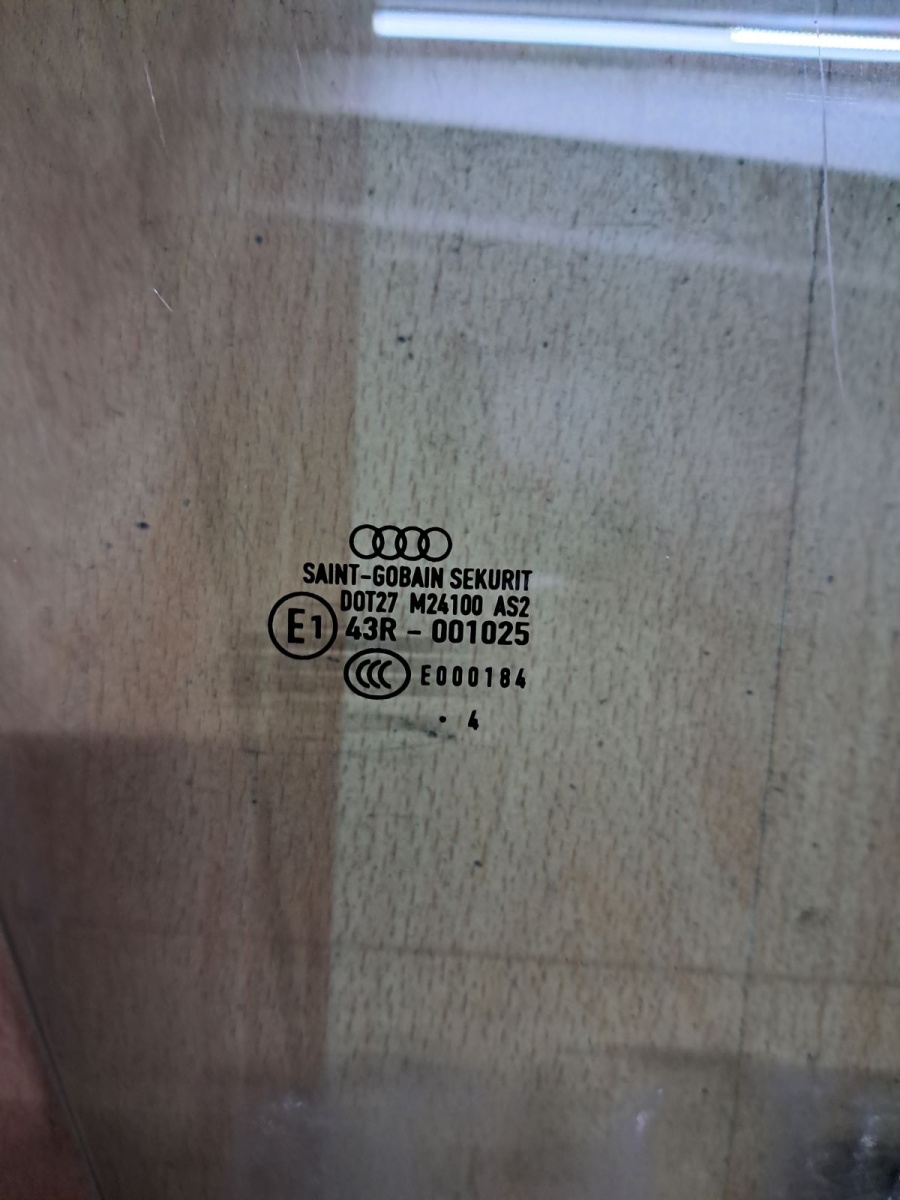 SAINT-GOBAIN SEKURIT
DOT27 M24100 AS2
E1 43R - 001025
CCC E000184
. 4